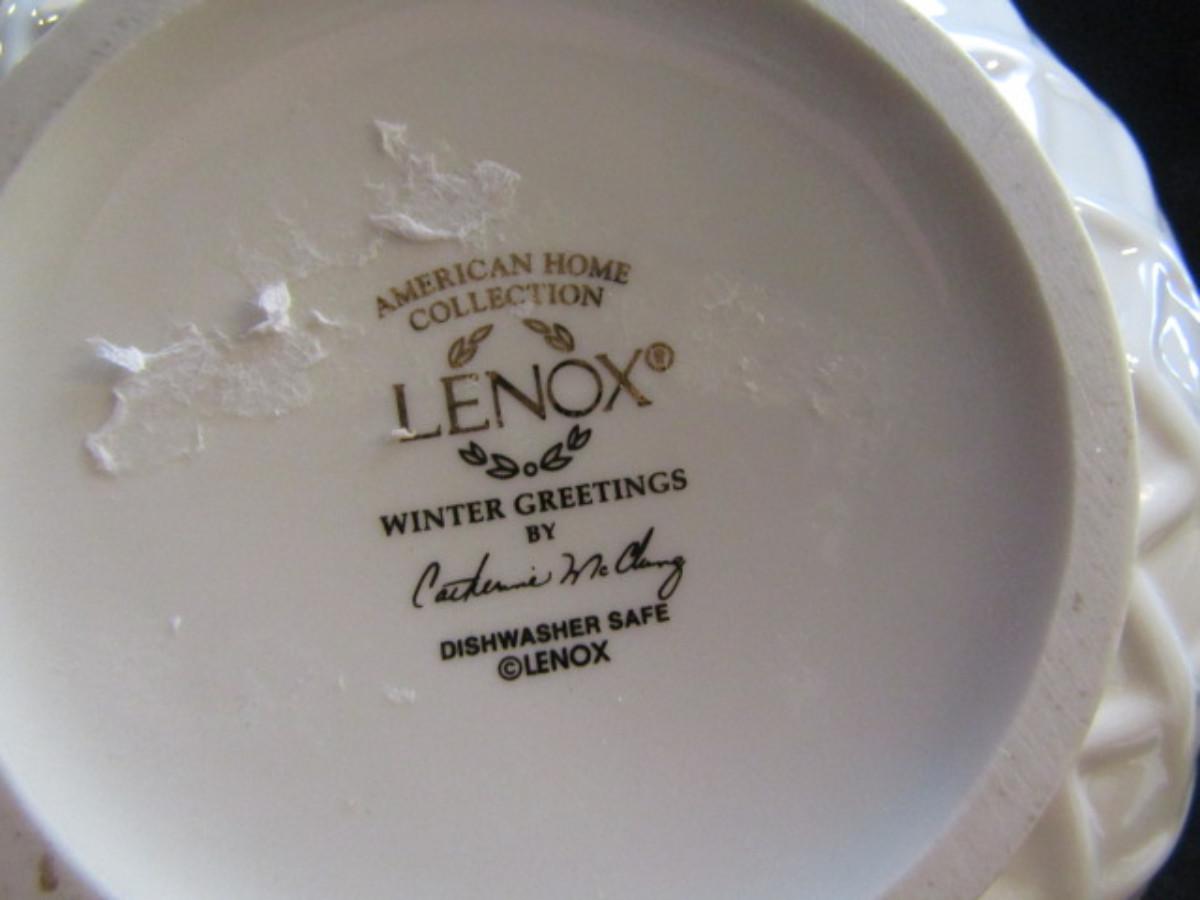 AMERICAN HOME
COLLECTION
LENOX®
WINTER GREETINGS
BY
Catherine McClung
DISHWASHER SAFE
©LENOX